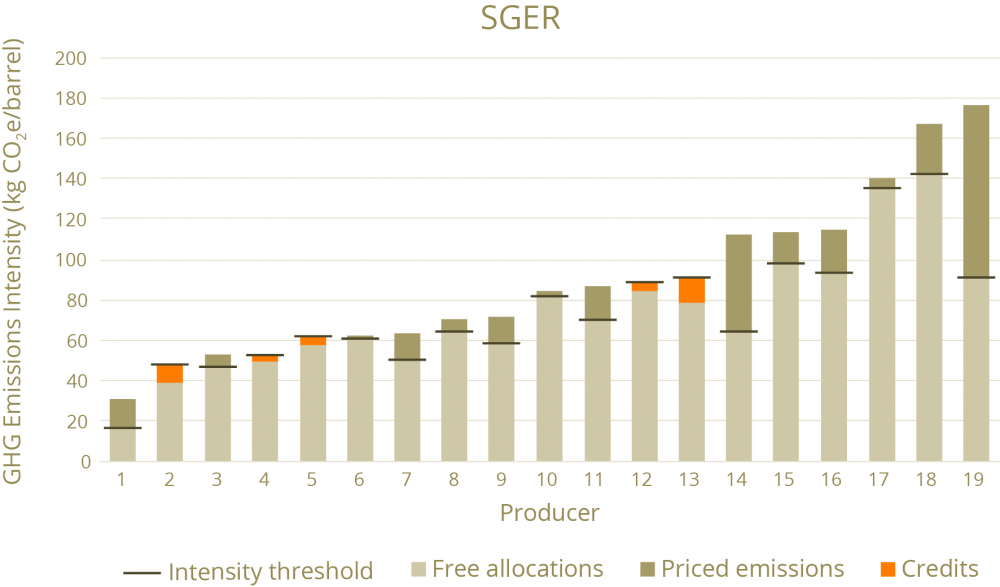 SGER
GHG Emissions Intensity (kg CO₂e/barrel)
200
180
160
140
120
100
80
60
40
20
0
1 2 3 4 5 6 7 8 9 10 11 12 13 14 15 16 17 18 19
Producer
Intensity threshold Free allocations Priced emissions Credits